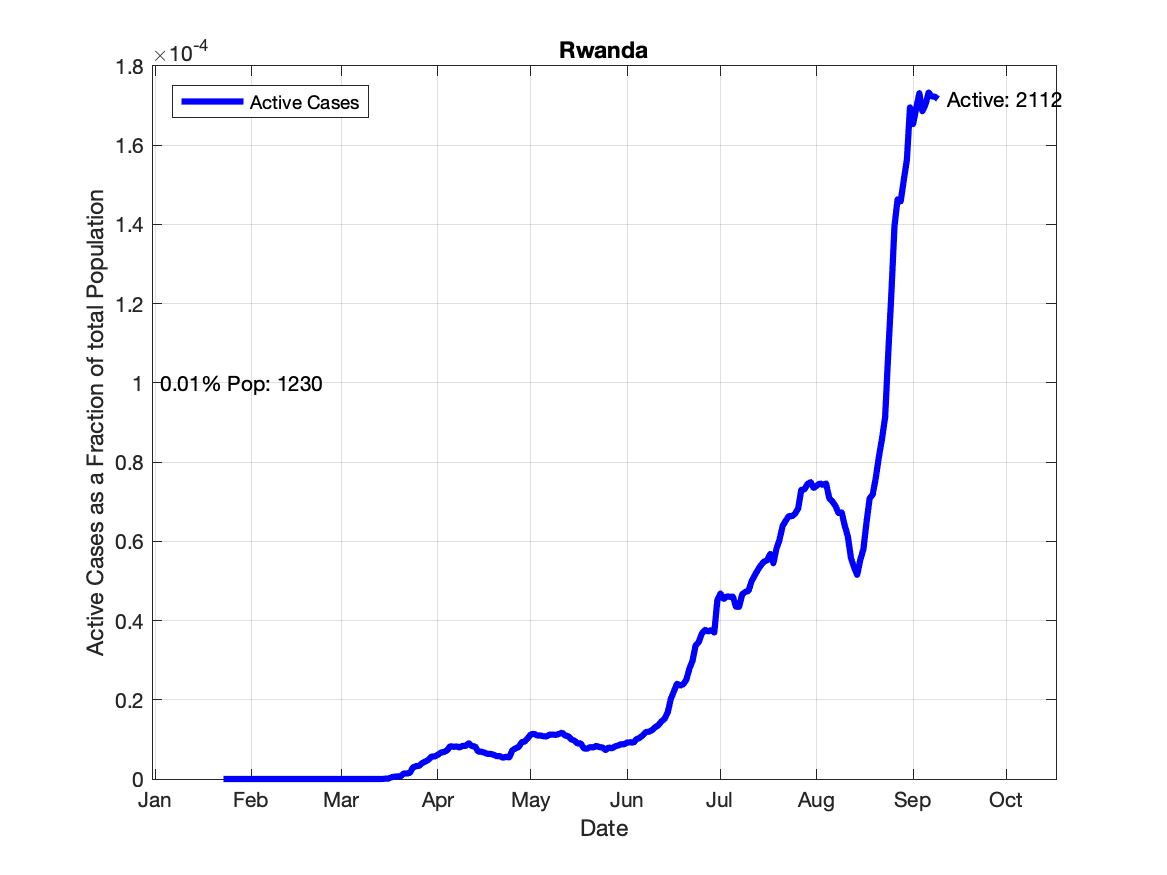 Rwanda
×10-4
Active Cases
Active: 2112
0.01% Pop: 1230
Active Cases as a Fraction of total Population
1.8
1.6
1.4
1.2
1
0.8
0.6
0.4
0.2
0
Jan Feb Mar Apr May Jun Jul Aug Sep Oct
Date